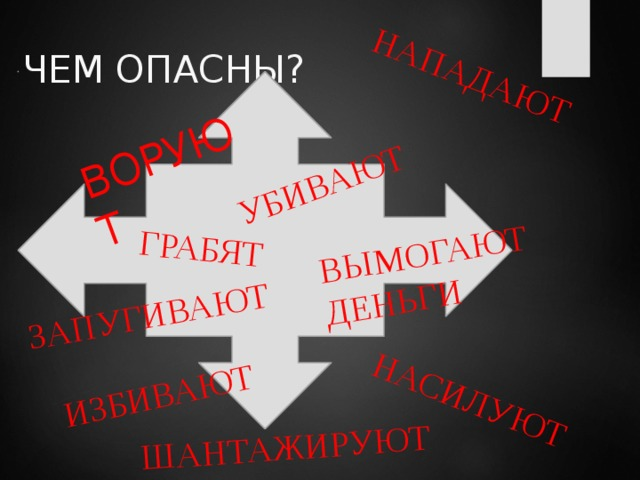 ЧЕМ ОПАСНЫ?
НАПАДАЮТ
ВОРУЮ
Т
УБИВАЮТ
ГРАБЯТ
ВЫМОГАЮТ
ДЕНЬГИ
ЗАПУГИВАЮТ
ИЗБИВАЮТ
НАСИЛУЮТ
ШАНТАЖИРУЮТ